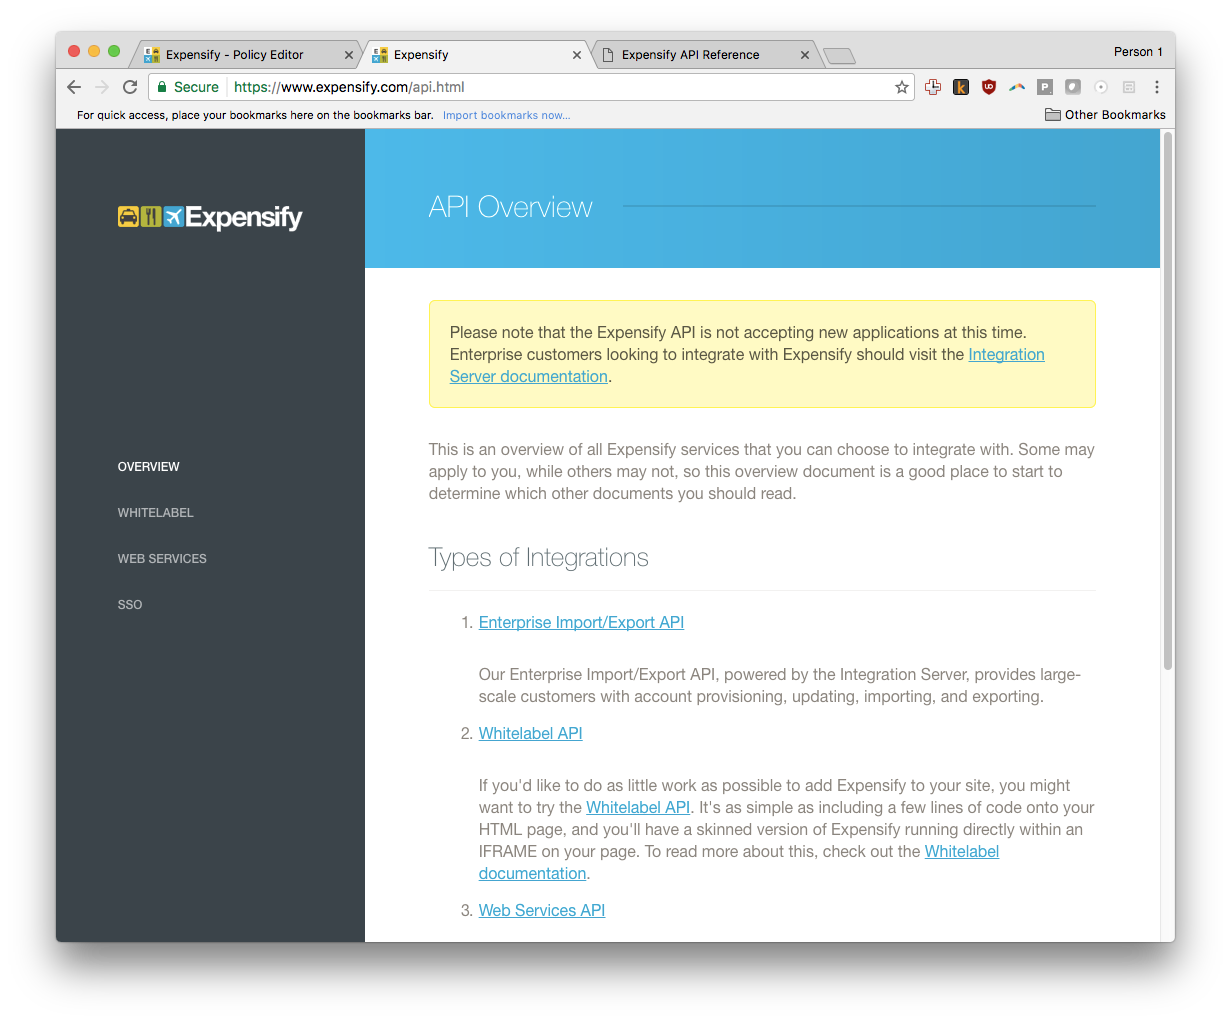 Expensify - Policy Editor
Expensify
Expensify API Reference
Person 1
Secure
https://www.expensify.com/api.html
For quick access, place your bookmarks here on the bookmarks bar. Import bookmarks now...
Other Bookmarks
Expensify
OVERVIEW
WHITELABEL
WEB SERVICES
SSO
API Overview
Please note that the Expensify API is not accepting new applications at this time.
Enterprise customers looking to integrate with Expensify should visit the Integration
Server documentation.
This is an overview of all Expensify services that you can choose to integrate with. Some may
apply to you, while others may not, so this overview document is a good place to start to
determine which other documents you should read.
Types of Integrations
1. Enterprise Import/Export API
Our Enterprise Import/Export API, powered by the Integration Server, provides large-
scale customers with account provisioning, updating, importing, and exporting.
2. Whitelabel API
If you'd like to do as little work as possible to add Expensify to your site, you might
want to try the Whitelabel API. It's as simple as including a few lines of code onto your
HTML page, and you'll have a skinned version of Expensify running directly within an
IFRAME on your page. To read more about this, check out the Whitelabel
documentation.
3. Web Services API